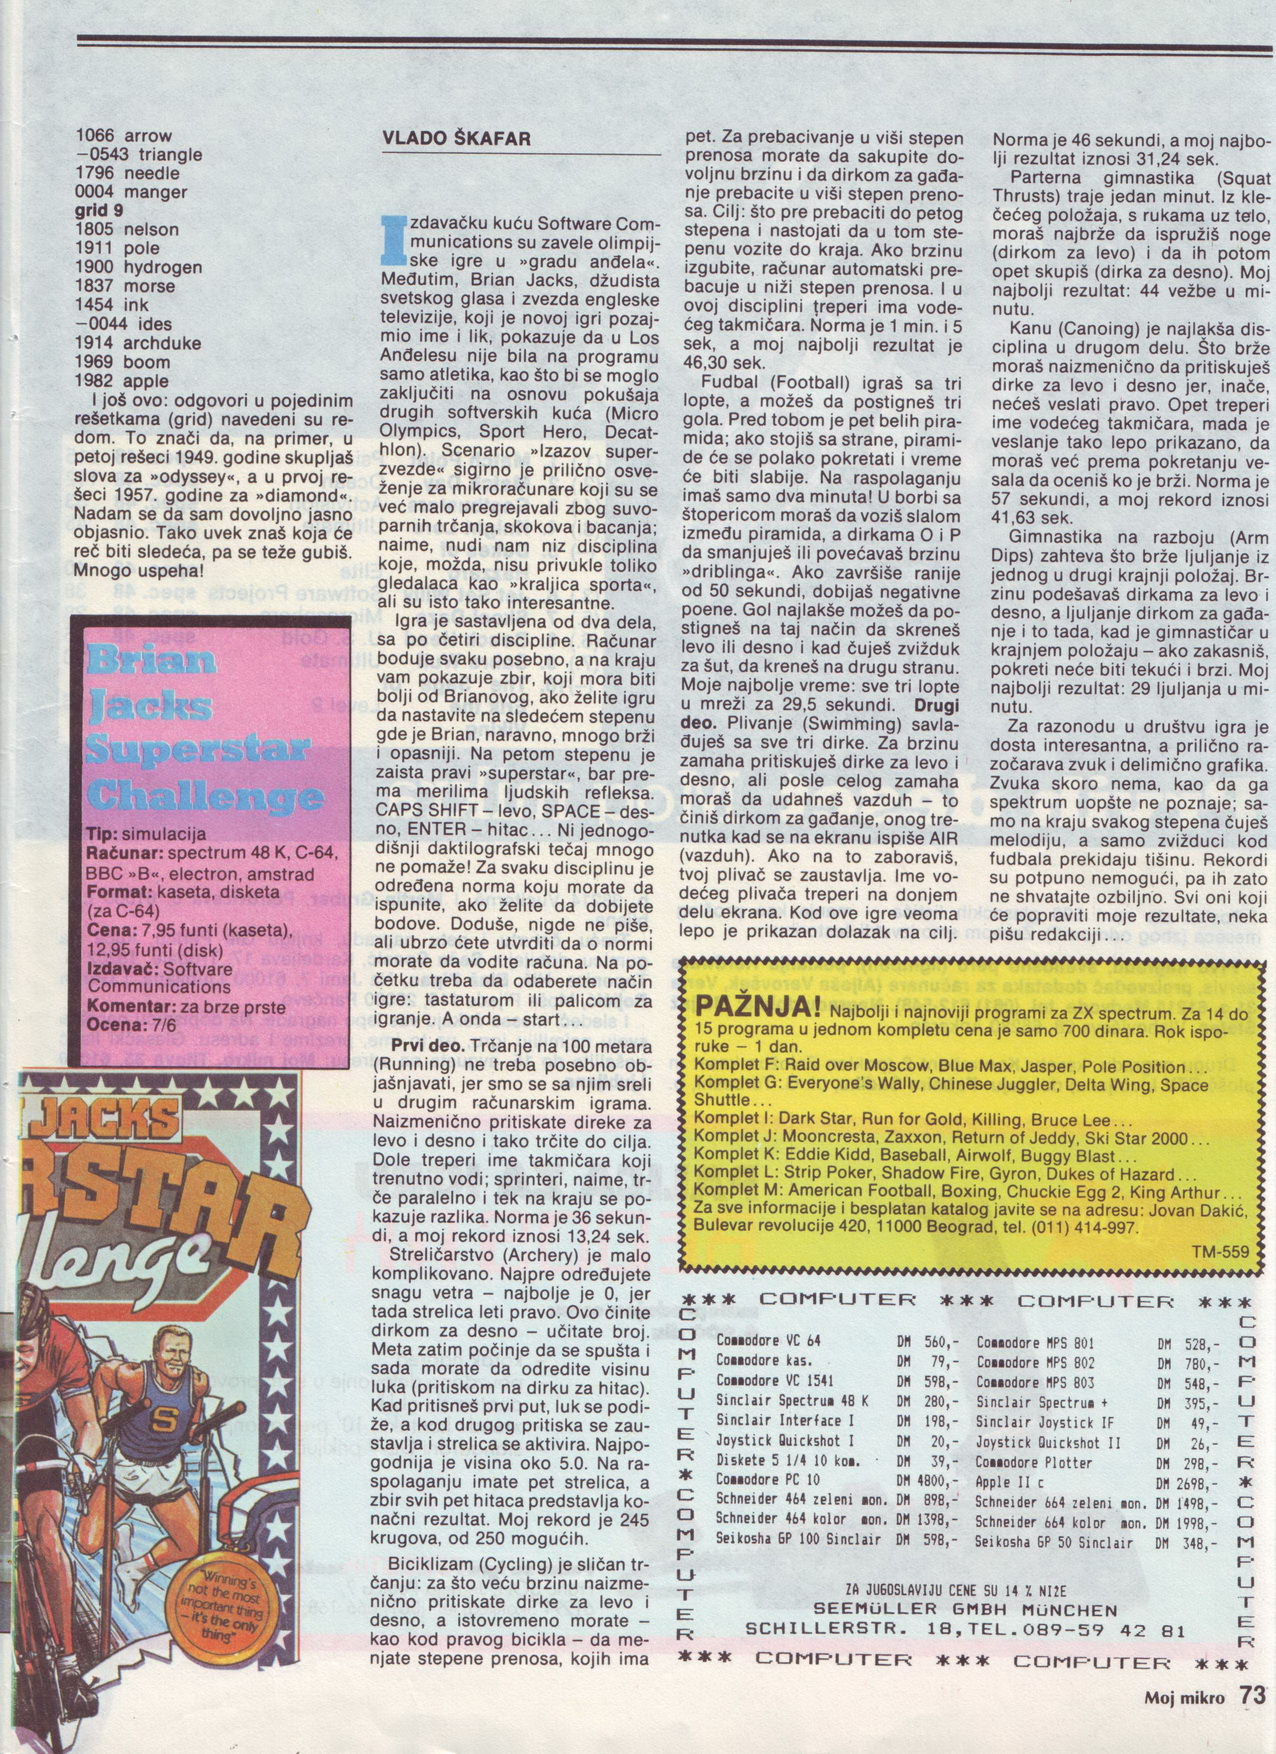 1066 arrow
−0543 triangle
1796 needle
0004 manger
grid 9
1805 nelson
1911 pole
1900 hydrogen
1837 morse
1454 ink
−0044 ides
1914 archduke
1969 boom
1982 apple
I još ovo: odgovori u pojedinim
rešetkama (grid) navedeni su re-
dom. To znači da, na primer, u
petoj rešeci 1949. godine skupljaš
slova za »odyssey«, a u prvoj re-
šeci 1957. godine za »diamond«.
Nadam se da sam dovoljno jasno
objasnio. Tako uvek znaš koja će
reč biti sledeća, pa se teže gubiš.
Mnogo uspeha!
Brian
Jacks
Superstar
Challenge
Tip: simulacija
Računar: spectrum 48 K, C-64,
BBC »B«, electron, amstrad
Format: kaseta, disketa
(za C-64)
Cena: 7,95 funti (kaseta),
12,95 funti (disk)
Izdavač: Software
Communications
Komentar: za brze prste
Ocena: 7/6
JACKS
RSTAR
llenge
"Winning's
not the most
important thing
– it's the only
thing"
VLADO ŠKAFAR
Izdavačku kuću Software Com-
munications su zavele olimpij-
ske igre u »gradu anđela«.
Međutim, Brian Jacks, džudista
svetskog glasa i zvezda engleske
televizije, koji je novoj igri pozaj-
mio ime i lik, pokazuje da u Los
Anđelesu nije bila na programu
samo atletika, kao što bi se moglo
zaključiti na osnovu pokušaja
drugih softverskih kuća (Micro
Olympics, Sport Hero, Decat-
hlon). Scenario »Izazov super-
zvezde« sigirno je prilično osve-
ženje za mikroračunare koji su se
već malo pregrejavali zbog suvo-
parnih trčanja, skokova i bacanja;
naime, nudi nam niz disciplina
koje, možda, nisu privukle toliko
gledalaca kao »kraljica sporta«,
ali su isto tako interesantne.
Igra je sastavljena od dva dela,
sa po četiri discipline. Računar
boduje svaku posebno, a na kraju
vam pokazuje zbir, koji mora biti
bolji od Brianovog, ako želite igru
da nastavite na sledećem stepenu
gde je Brian, naravno, mnogo brži
i opasniji. Na petom stepenu je
zaista pravi »superstar«, bar pre-
ma merilima ljudskih refleksa.
CAPS SHIFT – levo, SPACE – des-
no, ENTER – hitac... Ni jednogo-
dišnji daktilografski tečaj mnogo
ne pomaže! Za svaku disciplinu je
određena norma koju morate da
ispunite, ako želite da dobijete
bodove. Doduše, nigde ne piše,
ali ubrzo ćete utvrditi da o normi
morate da vodite računa. Na po-
četku treba da odaberete način
igre: tastaturom ili palicom za
igranje. A onda – start...
Prvi deo. Trčanje na 100 metara
(Running) ne treba posebno ob-
jašnjavati, jer smo se sa njim sreli
u drugim računarskim igrama.
Naizmenično pritiskate direke za
levo i desno i tako trčite do cilja.
Dole treperi ime takmičara koji
trenutno vodi; sprinteri, naime, tr-
če paralelno i tek na kraju se po-
kazuje razlika. Norma je 36 sekun-
di, a moj rekord iznosi 13,24 sek.
Streličarstvo (Archery) je malo
komplikovano. Najpre određujete
snagu vetra – najbolje je 0, jer
tada strelica leti pravo. Ovo činite
dirkom za desno – učitate broj.
Meta zatim počinje da se spušta i
sada morate da odredite visinu
luka (pritiskom na dirku za hitac).
Kad pritisneš prvi put, luk se podi-
že, a kod drugog pritiska se zau-
stavlja i strelica se aktivira. Najpo-
godnija je visina oko 5.0. Na ra-
spolaganju imate pet strelica, a
zbir svih pet hitaca predstavlja ko-
načni rezultat. Moj rekord je 245
krugova, od 250 mogućih.
Biciklizam (Cycling) je sličan tr-
čanju: za što veću brzinu naizme-
nično pritiskate dirke za levo i
desno, a istovremeno morate –
kao kod pravog bicikla – da me-
njate stepene prenosa, kojih ima
pet. Za prebacivanje u viši stepen
prenosa morate da sakupite do-
voljnu brzinu i da dirkom za gađa-
nje prebacite u viši stepen preno-
sa. Cilj: što pre prebaciti do petog
stepena i nastojati da u tom ste-
penu vozite do kraja. Ako brzinu
izgubite, računar automatski pre-
bacuje u niži stepen prenosa. I u
ovoj disciplini treperi ima vode-
ćeg takmičara. Norma je 1 min. i 5
sek, a moj najbolji rezultat je
46,30 sek.
Fudbal (Football) igraš sa tri
lopte, a možeš da postigneš tri
gola. Pred tobom je pet belih pira-
mida; ako stojiš sa strane, pirami-
de će se polako pokretati i vreme
će biti slabije. Na raspolaganju
imaš samo dva minuta! U borbi sa
štopericom moraš da voziš slalom
između piramida, a dirkama O i P
da smanjuješ ili povećavaš brzinu
»driblinga«. Ako završiše ranije
od 50 sekundi, dobijaš negativne
poene. Gol najlakše možeš da po-
stigneš na taj način da skreneš
levo ili desno i kad čuješ zvižduk
za šut, da kreneš na drugu stranu.
Moje najbolje vreme: sve tri lopte
u mreži za 29,5 sekundi. Drugi
deo. Plivanje (Swimming) savla-
đuješ sa sve tri dirke. Za brzinu
zamaha pritiskuješ dirke za levo i
desno, ali posle celog zamaha
moraš da udahneš vazduh – to
činiš dirkom za gađanje, onog tre-
nutka kad se na ekranu ispiše AIR
(vazduh). Ako na to zaboraviš,
tvoj plivač se zaustavlja. Ime vo-
dećeg plivača treperi na donjem
delu ekrana. Kod ove igre veoma
lepo je prikazan dolazak na cilj.
Norma je 46 sekundi, a moj najbo-
lji rezultat iznosi 31,24 sek.
Parterna gimnastika (Squat
Thrusts) traje jedan minut. Iz kle-
čećeg položaja, s rukama uz telo,
moraš najbrže da ispružiš noge
(dirkom za levo) i da ih potom
opet skupiš (dirka za desno). Moj
najbolji rezultat: 44 vežbe u mi-
nutu.
Kanu (Canoing) je najlakša dis-
ciplina u drugom delu. Što brže
moraš naizmenično da pritiskuješ
dirke za levo i desno jer, inače,
nećeš veslati pravo. Opet treperi
ime vodećeg takmičara, mada je
veslanje tako lepo prikazano, da
moraš već prema pokretanju ve-
sala da oceniš ko je brži. Norma je
57 sekundi, a moj rekord iznosi
41,63 sek.
Gimnastika na razboju (Arm
Dips) zahteva što brže ljuljanje iz
jednog u drugi krajnji položaj. Br-
zinu podešavaš dirkama za levo i
desno, a ljuljanje dirkom za gađa-
nje i to tada, kad je gimnastičar u
krajnjem položaju – ako zakasniš,
pokreti neće biti tekući i brzi. Moj
najbolji rezultat: 29 ljuljanja u mi-
nutu.
Za razonodu u društvu igra je
dosta interesantna, a prilično ra-
zočarava zvuk i delimično grafika.
Zvuka skoro nema, kao da ga
spektrum uopšte ne poznaje; sa-
mo na kraju svakog stepena čuješ
melodiju, a samo zvižduci kod
fudbala prekidaju tišinu. Rekordi
su potpuno nemogući, pa ih zato
ne shvatajte ozbiljno. Svi oni koji
će popraviti moje rezultate, neka
pišu redakciji...
PAŽNJA! Najbolji i najnoviji programi za ZX spectrum. Za 14 do
15 programa u jednom kompletu cena je samo 700 dinara. Rok ispo-
ruke – 1 dan.
Komplet F: Raid over Moscow, Blue Max, Jasper, Pole Position...
Komplet G: Everyone's Wally, Chinese Juggler, Delta Wing, Space
Shuttle...
Komplet I: Dark Star, Run for Gold, Killing, Bruce Lee...
Komplet J: Mooncresta, Zaxxon, Return of Jeddy, Ski Star 2000...
Komplet K: Eddie Kidd, Baseball, Airwolf, Buggy Blast...
Komplet L: Strip Poker, Shadow Fire, Gyron, Dukes of Hazard...
Komplet M: American Football, Boxing, Chuckie Egg 2, King Arthur...
Za sve informacije i besplatan katalog javite se na adresu: Jovan Dakić,
Bulevar revolucije 420, 11000 Beograd, tel. (011) 414-997.
TM-559
*** COMPUTER *** COMPUTER ***
COMPUTER*COMPUTER
Commodore VC 64 DM 560,-
Commodore kas. DM 79,-
Commodore VC 1541 DM 598,-
Sinclair Spectrum 48 K DM 280,-
Sinclair Interface I DM 198,-
Joystick Quickshot I DM 20,-
Diskete 5 1/4 10 kom. DM 39,-
Commodore PC 10 DM 4800,-
Schneider 464 zeleni mon. DM 898,-
Schneider 464 kolor mon. DM 1398,-
Seikosha GP 100 Sinclair DM 598,-
Commodore MPS 801 DM 528,-
Commodore MPS 802 DM 780,-
Commodore MPS 803 DM 548,-
Sinclair Spectrum + DM 395,-
Sinclair Joystick IF DM 49,-
Joystick Quickshot II DM 26,-
Commodore Plotter DM 298,-
Apple II c DM 2698,-
Schneider 664 zeleni mon. DM 1498,-
Schneider 664 kolor mon. DM 1998,-
Seikosha GP 50 Sinclair DM 348,-
COMPUTER*COMPUTER
ZA JUGOSLAVIJU CENE SU 14 % NIZE
SEEMüLLER GMBH MüNCHEN
SCHILLERSTR. 18,TEL.089-59 42 81
*** COMPUTER *** COMPUTER ***
Moj mikro 73